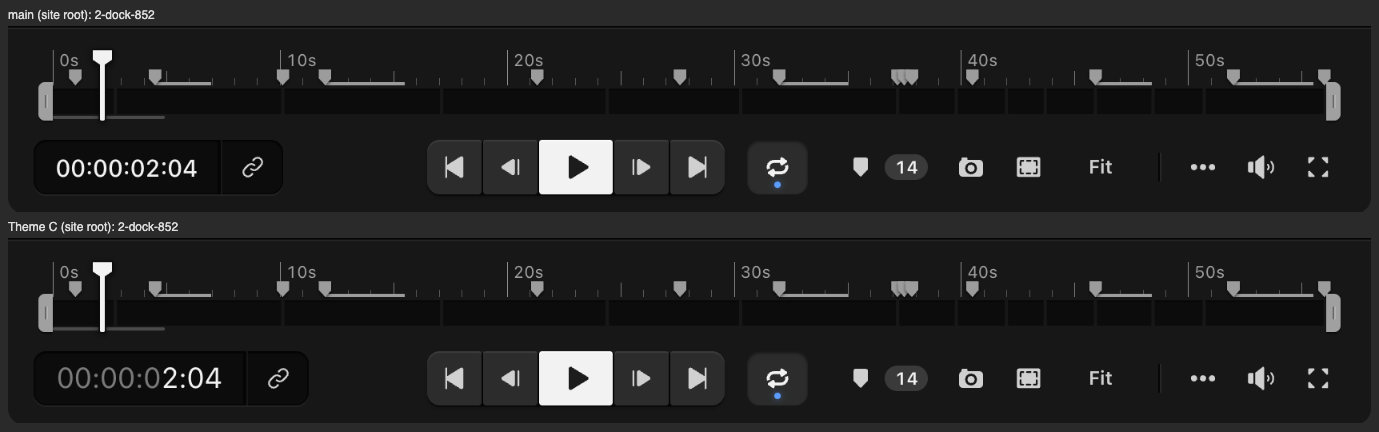 main (site root): 2-dock-852
0s 10s 20s 30s 40s 50s
00:00:02:04 14 Fit
Theme C (site root): 2-dock-852
0s 10s 20s 30s 40s 50s
00:00:02:04 14 Fit